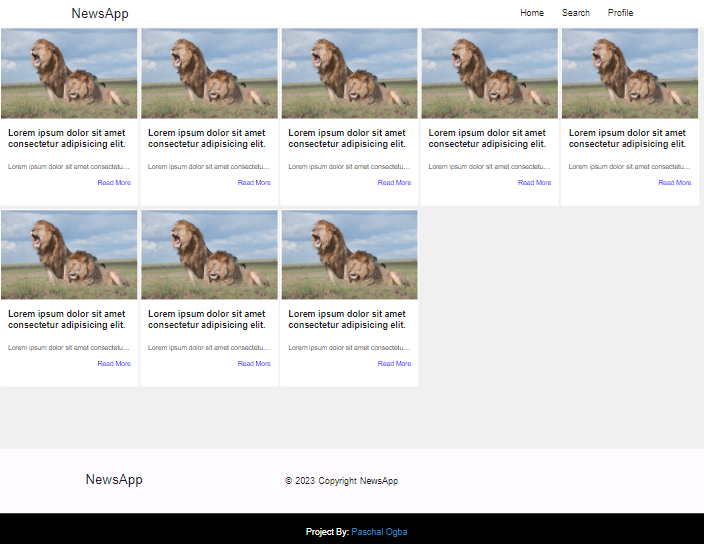 NewsApp
Home Search Profile
Lorem ipsum dolor sit amet
consectetur adipisicing elit.
Lorem ipsum dolor sit amet consectetu...
Read More
Lorem ipsum dolor sit amet
consectetur adipisicing elit.
Lorem ipsum dolor sit amet consectetu...
Read More
Lorem ipsum dolor sit amet
consectetur adipisicing elit.
Lorem ipsum dolor sit amet consectetu...
Read More
Lorem ipsum dolor sit amet
consectetur adipisicing elit.
Lorem ipsum dolor sit amet consectetu...
Read More
Lorem ipsum dolor sit amet
consectetur adipisicing elit.
Lorem ipsum dolor sit amet consectetu...
Read More
Lorem ipsum dolor sit amet
consectetur adipisicing elit.
Lorem ipsum dolor sit amet consectetu...
Read More
Lorem ipsum dolor sit amet
consectetur adipisicing elit.
Lorem ipsum dolor sit amet consectetu...
Read More
Lorem ipsum dolor sit amet
consectetur adipisicing elit.
Lorem ipsum dolor sit amet consectetu...
Read More
NewsApp
© 2023 Copyright NewsApp
Project By: Paschal Ogba